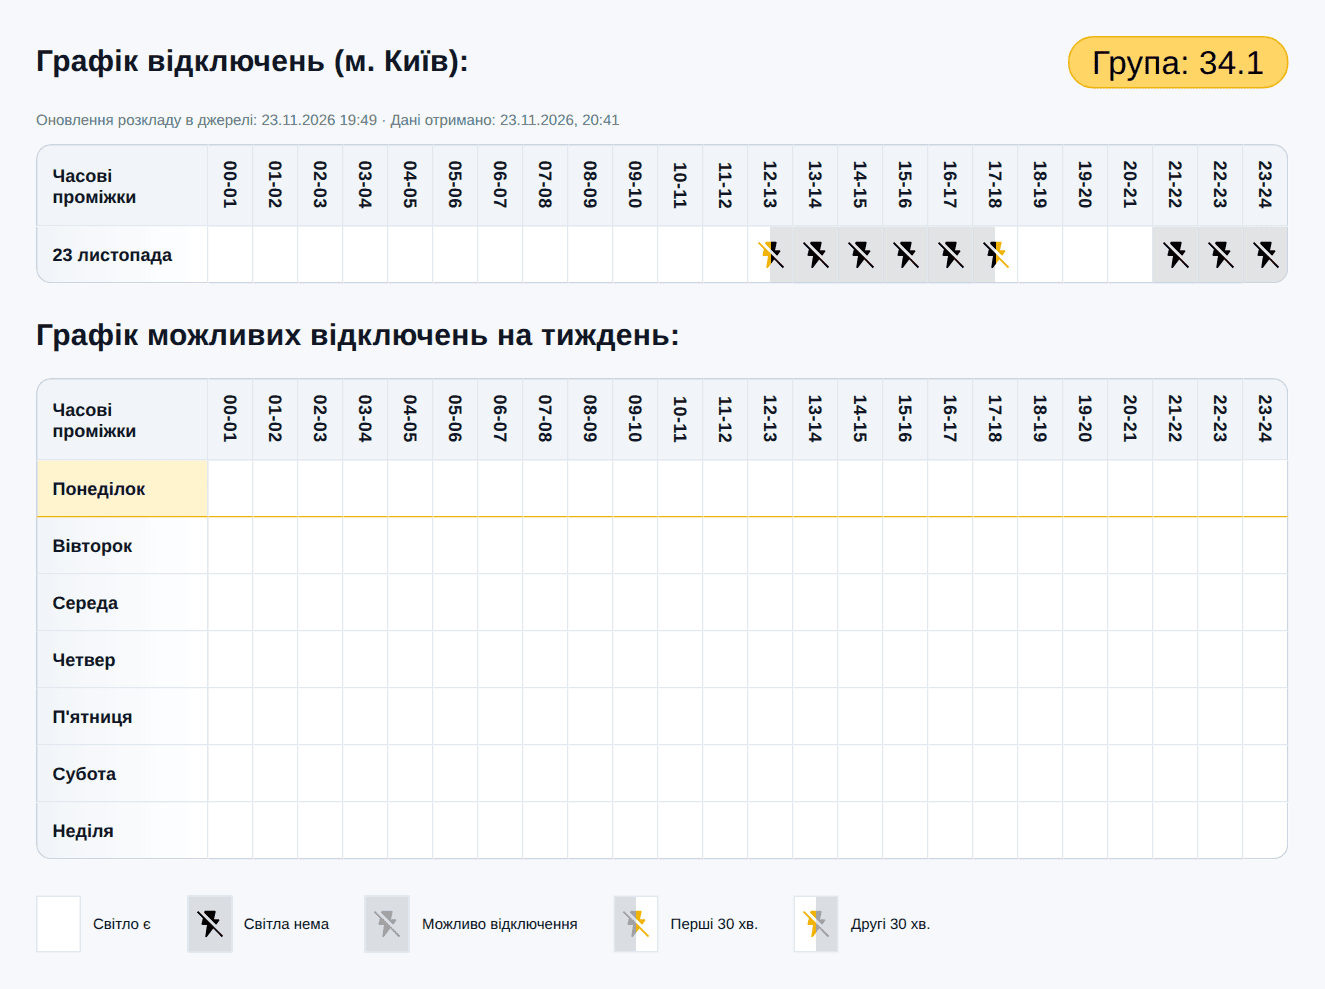 Графік відключень (м. Київ):
Група: 34.1
Оновлення розкладу в джерелі: 23.11.2026 19:49 · Дані отримано: 23.11.2026, 20:41
Часові проміжки 00-01 01-02 02-03 03-04 04-05 05-06 06-07 07-08 08-09 09-10 10-11 11-12 12-13 13-14 14-15 15-16 16-17 17-18 18-19 19-20 20-21 21-22 22-23 23-24
23 листопада
Графік можливих відключень на тиждень:
Часові проміжки 00-01 01-02 02-03 03-04 04-05 05-06 06-07 07-08 08-09 09-10 10-11 11-12 12-13 13-14 14-15 15-16 16-17 17-18 18-19 19-20 20-21 21-22 22-23 23-24
Понеділок
Вівторок
Середа
Четвер
П'ятниця
Субота
Неділя
Світло є Світла нема Можливо відключення Перші 30 хв. Другі 30 хв.